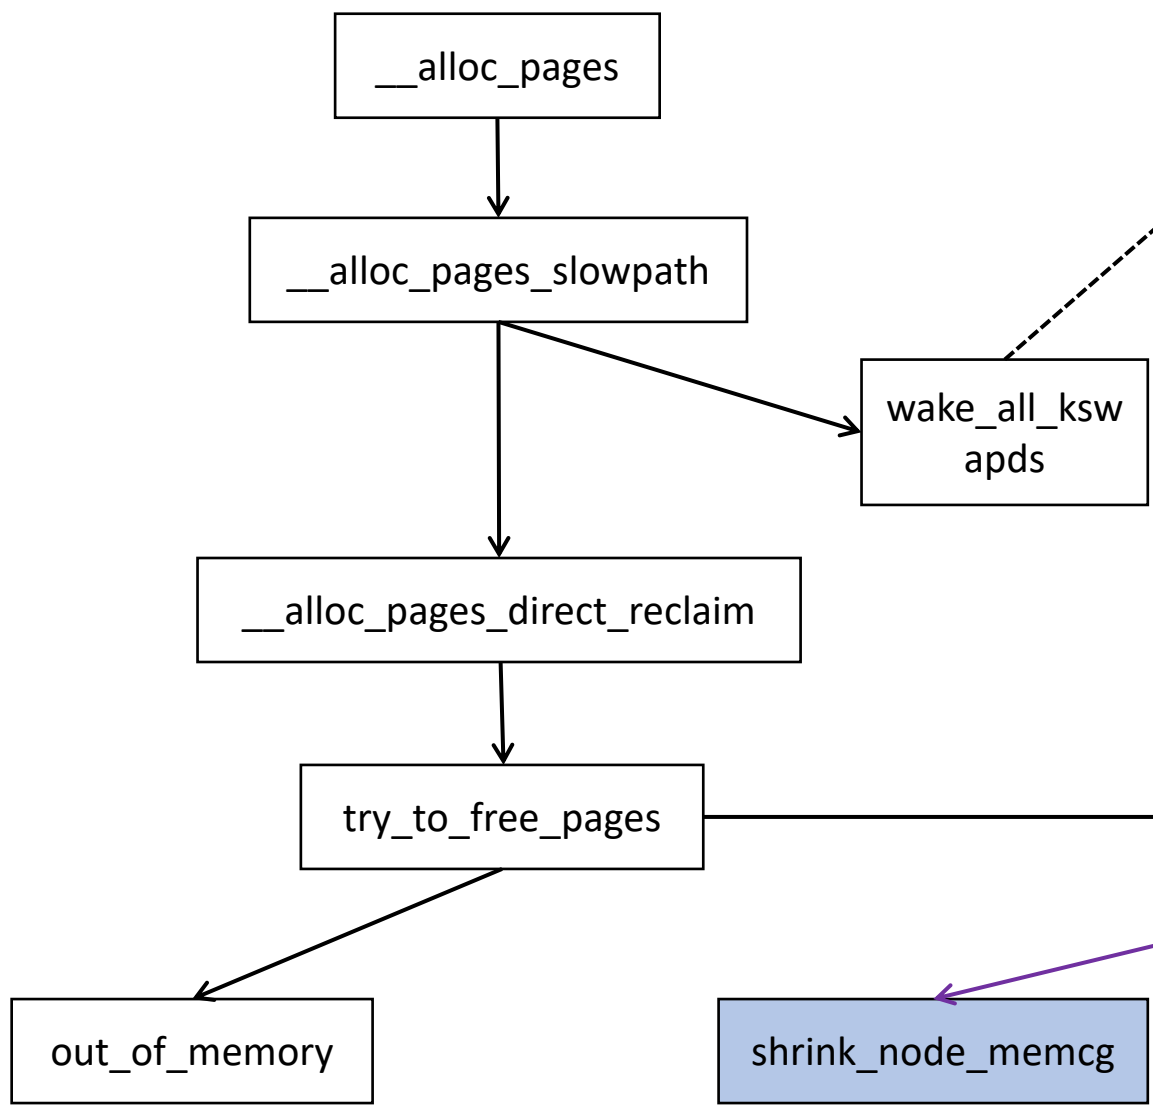 __alloc_pages
__alloc_pages_slowpath
wake_all_ksw
apds
__alloc_pages_direct_reclaim
try_to_free_pages
out_of_memory
shrink_node_memcg